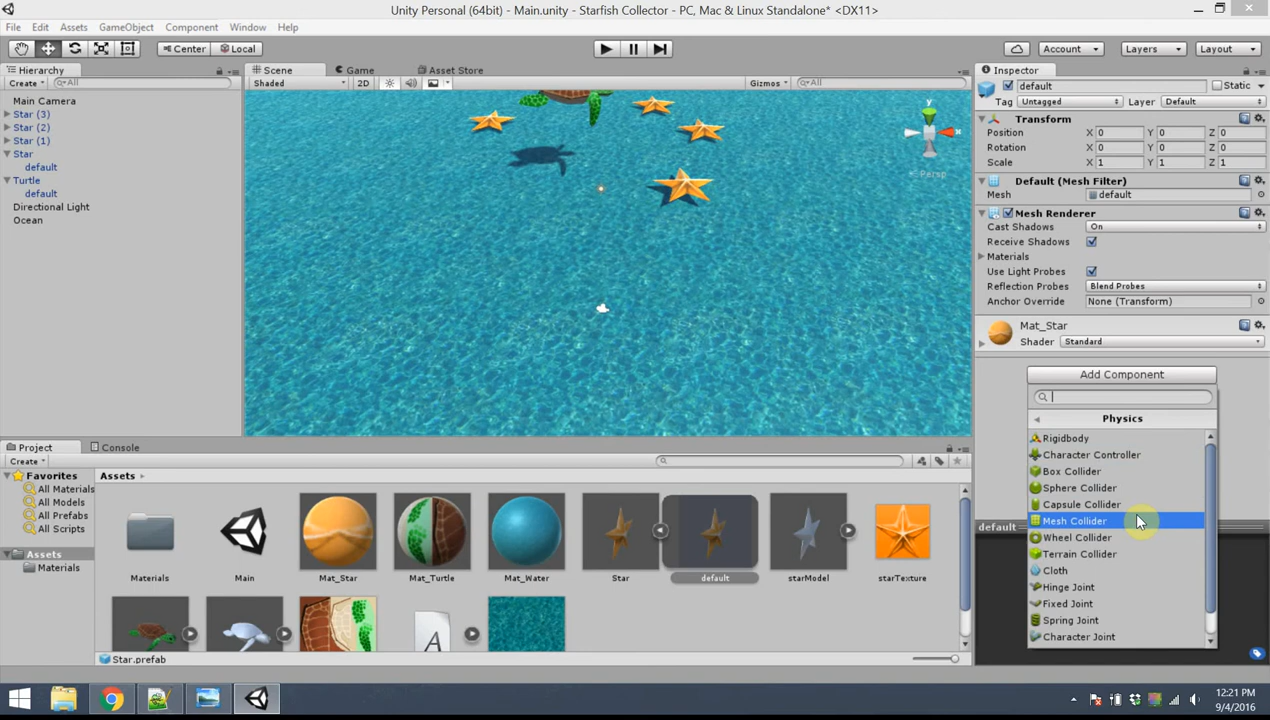 Unity Personal (64bit) - Main.unity - Starfish Collector - PC, Mac & Linux Standalone* <DX11>
File Edit Assets GameObject Component Window Help
Center Local Account Layers Layout
Hierarchy
Create All
Main Camera
Star (3)
Star (2)
Star (1)
Star
default
Turtle
default
Directional Light
Ocean
Scene Game Asset Store
Shaded 2D Gizmos All
y
x
Persp
Inspector
default Static
Tag Untagged Layer Default
Transform
Position X 0 Y 0 Z 0
Rotation X 0 Y 0 Z 0
Scale X 1 Y 1 Z 1
Default (Mesh Filter)
Mesh default
Mesh Renderer
Cast Shadows On
Receive Shadows
Materials
Use Light Probes
Reflection Probes Blend Probes
Anchor Override None (Transform)
Mat_Star
Shader Standard
Add Component
Physics
Rigidbody
Character Controller
Box Collider
Sphere Collider
Capsule Collider
Mesh Collider
Wheel Collider
Terrain Collider
Cloth
Hinge Joint
Fixed Joint
Spring Joint
Character Joint
default
Project Console
Create
Favorites
All Materials
All Models
All Prefabs
All Scripts
Assets
Materials
Assets
Materials Main Mat_Star Mat_Turtle Mat_Water Star default starModel starTexture
A
Star.prefab
12:21 PM
9/4/2016